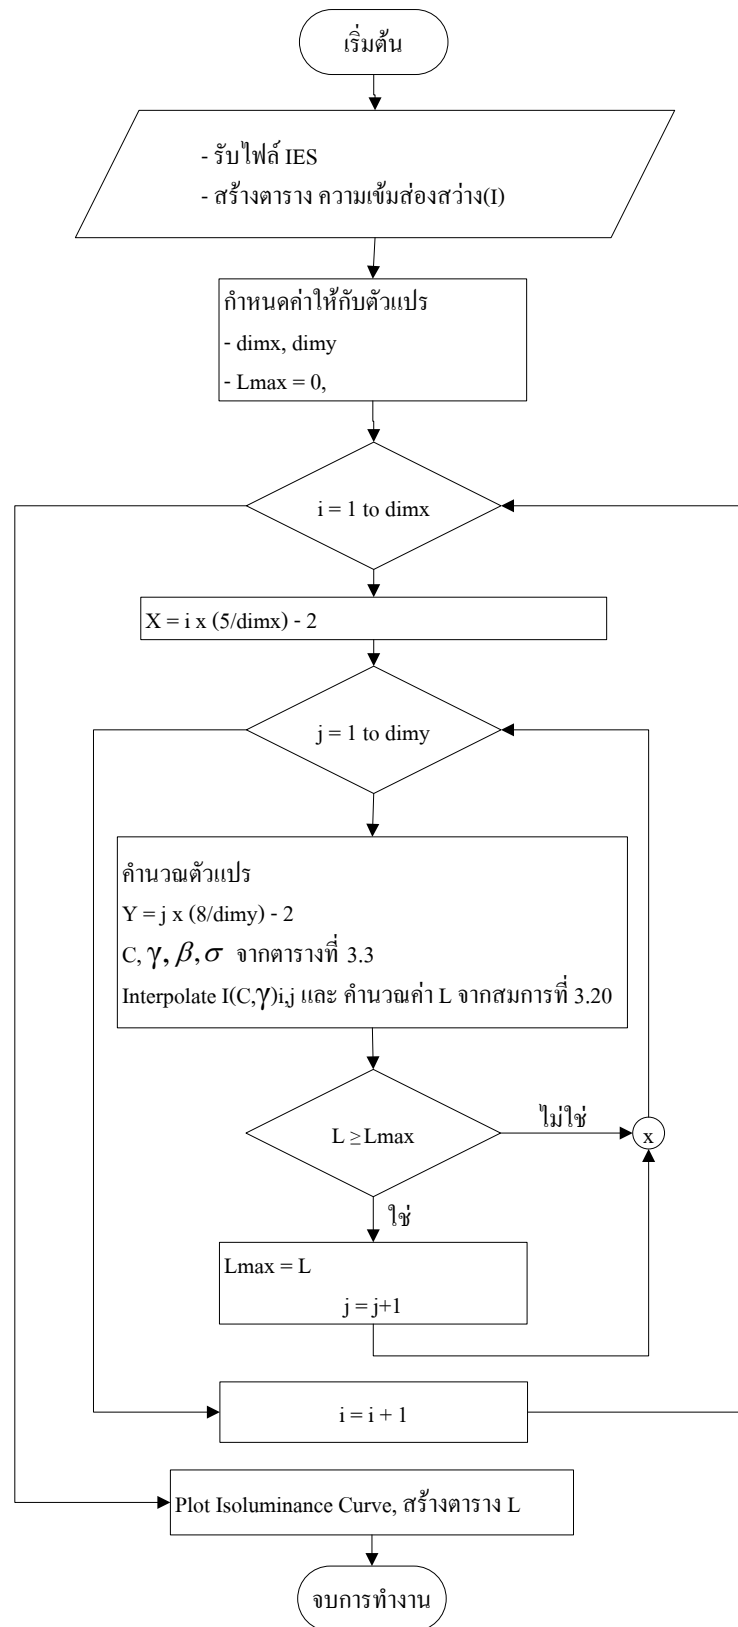 เริ่มต้น
- รับไฟล์ IES
- สร้างตาราง ความเข้มส่องสว่าง(I)
กำหนดค่าให้กับตัวแปร
- dimx, dimy
- Lmax = 0,
i = 1 to dimx
X = i x (5/dimx) - 2
j = 1 to dimy
คำนวณตัวแปร
Y = j x (8/dimy) - 2
C, γ, β, σ จากตารางที่ 3.3
Interpolate I(C,γ)i,j และ คำนวณค่า L จากสมการที่ 3.20
L ≥ Lmax
ไม่ใช่
x
ใช่
Lmax = L
j = j+1
i = i + 1
Plot Isoluminance Curve, สร้างตาราง L
จบการทำงาน